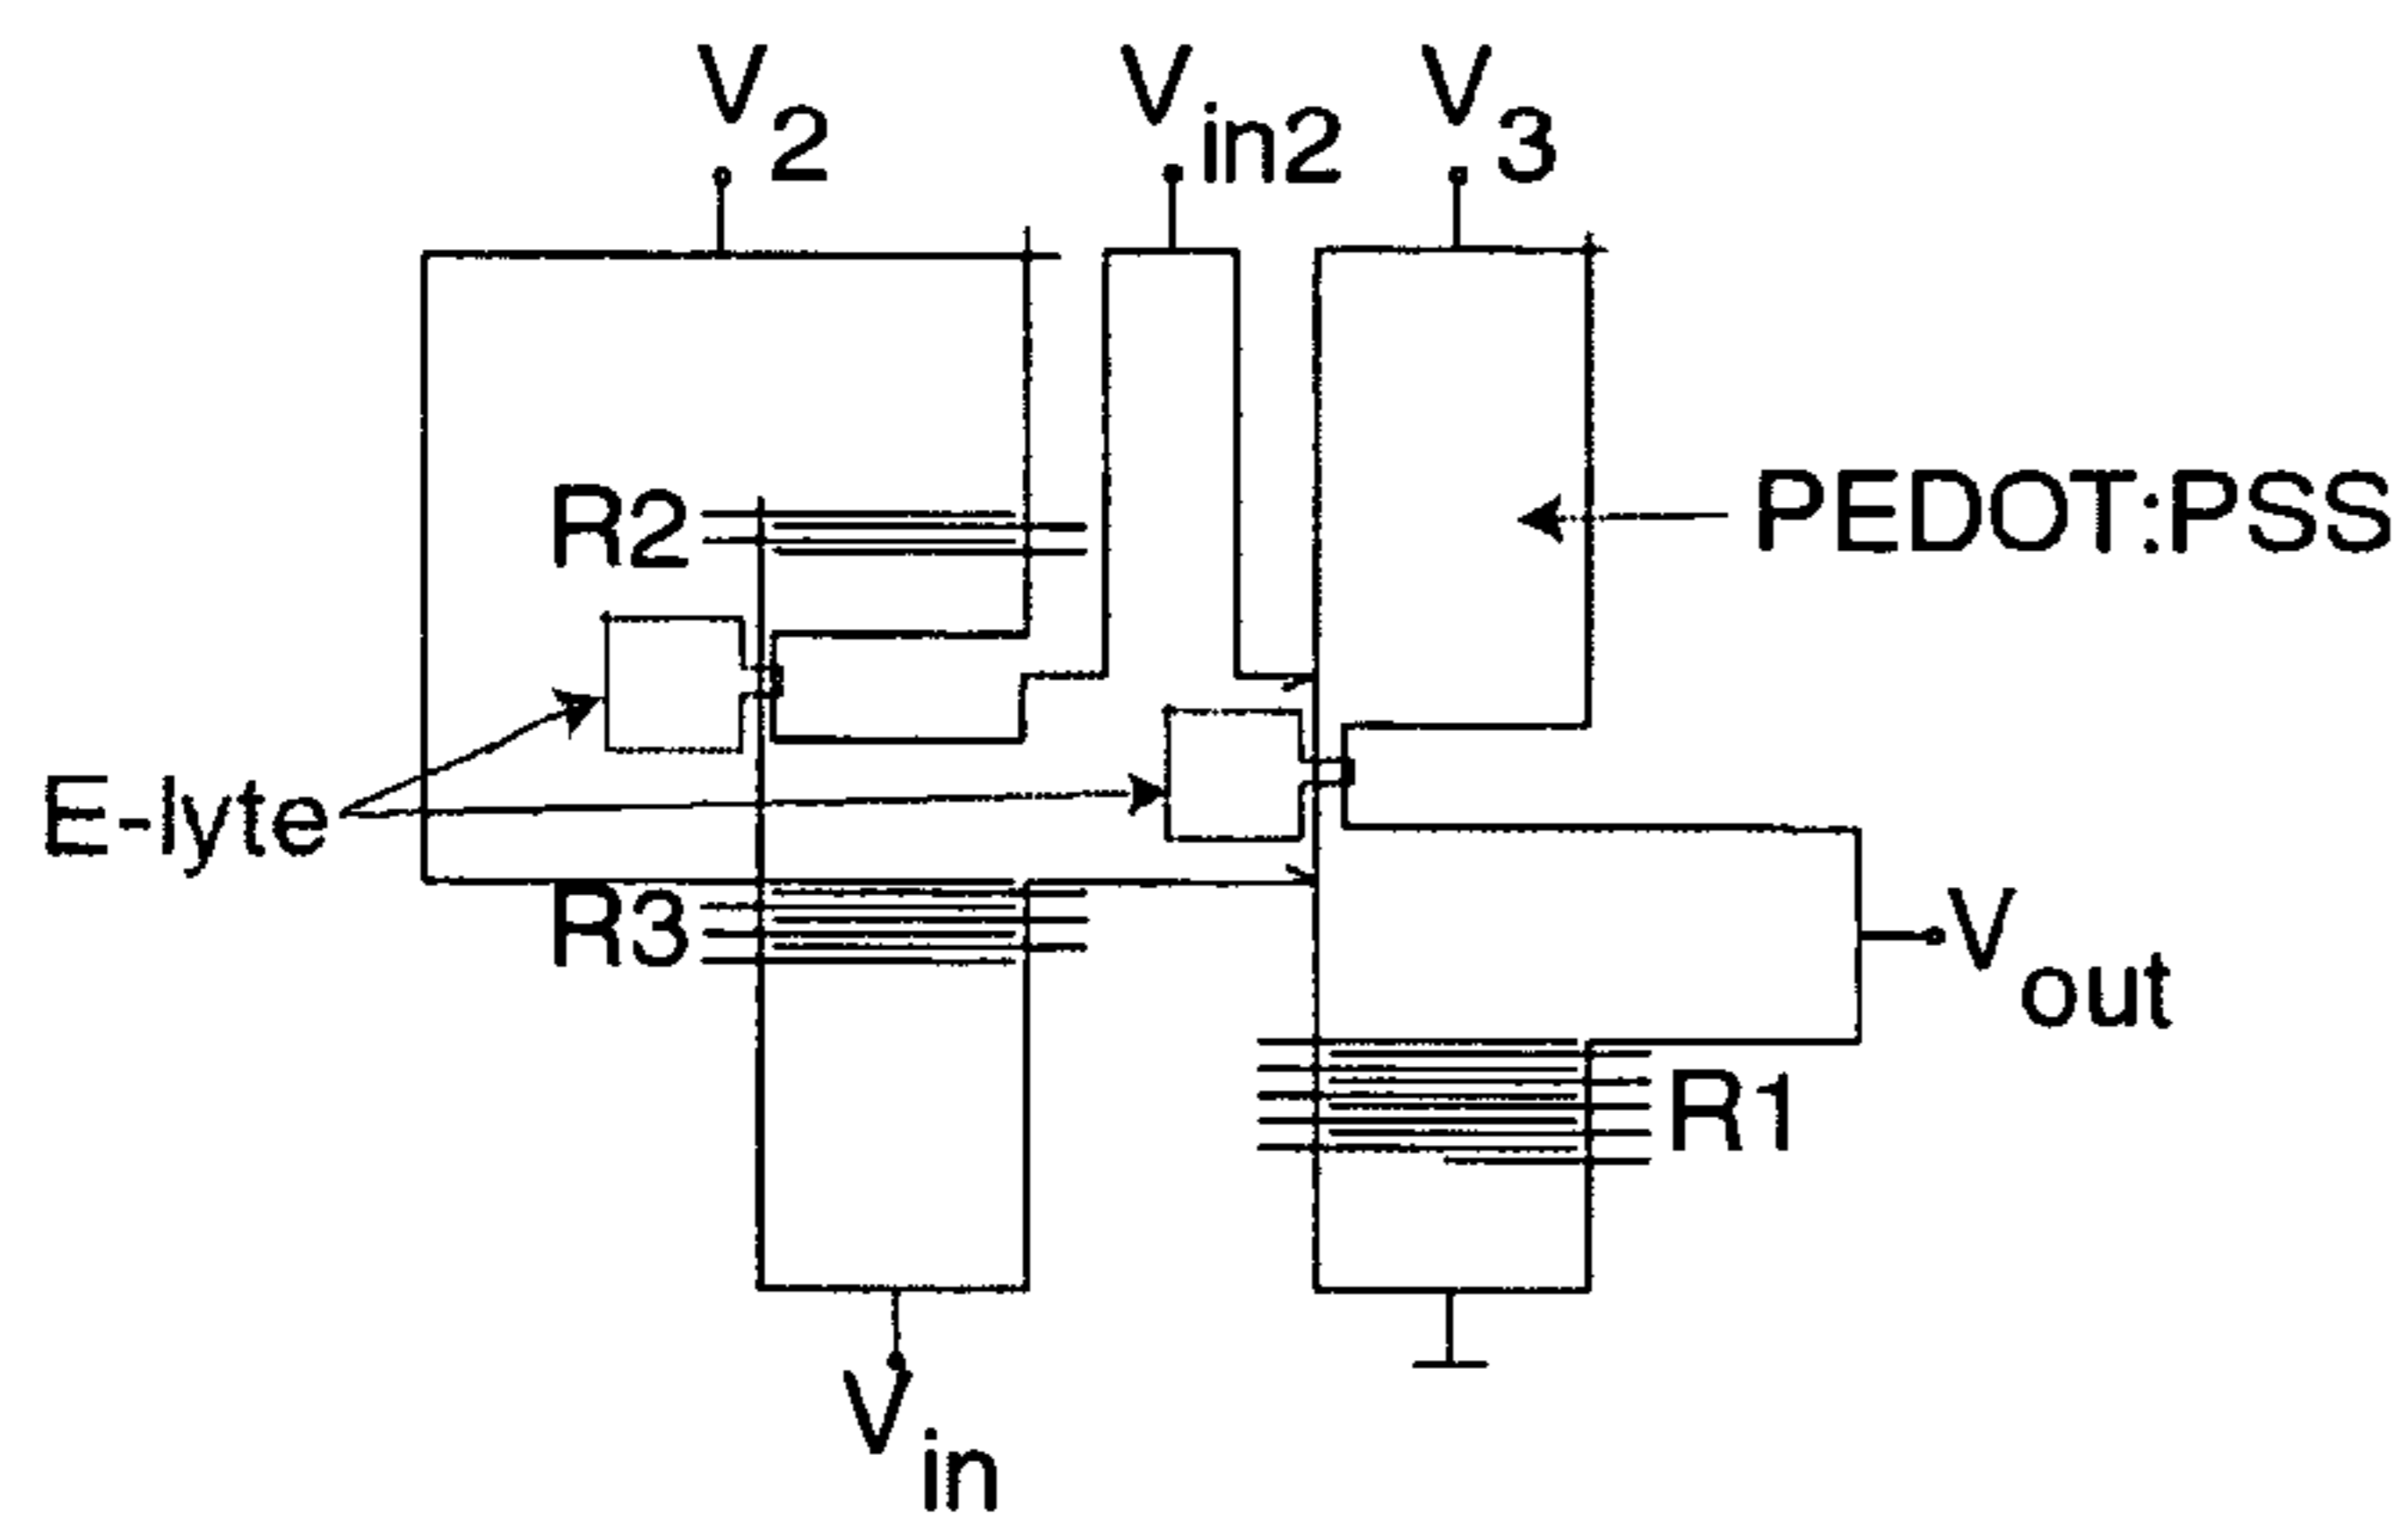 V2
Vin2
V3
R2
PEDOT:PSS
E-lyte
R3
Vout
R1
Vin